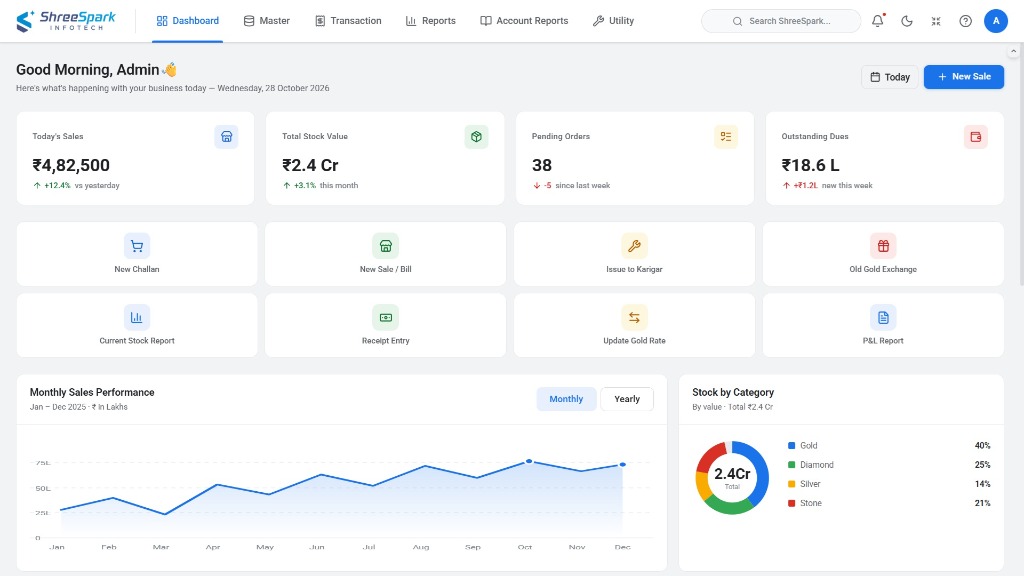 ShreeSpark
INFOTECH
Dashboard
Master
Transaction
Reports
Account Reports
Utility
Search ShreeSpark...
A
Good Morning, Admin👋
Here's what's happening with your business today — Wednesday, 28 October 2026
Today
+ New Sale
Today's Sales
₹4,82,500
↑ +12.4% vs yesterday
Total Stock Value
₹2.4 Cr
↑ +3.1% this month
Pending Orders
38
↓ -5 since last week
Outstanding Dues
₹18.6 L
↑ +₹1.2L new this week
New Challan
New Sale / Bill
Issue to Karigar
Old Gold Exchange
Current Stock Report
Receipt Entry
Update Gold Rate
P&L Report
Monthly Sales Performance
Jan – Dec 2025 · ₹ in Lakhs
Monthly
Yearly
75L
50L
25L
0
Jan Feb Mar Apr May Jun Jul Aug Sep Oct Nov Dec
Stock by Category
By value · Total ₹2.4 Cr
2.4Cr
Total
Gold 40%
Diamond 25%
Silver 14%
Stone 21%